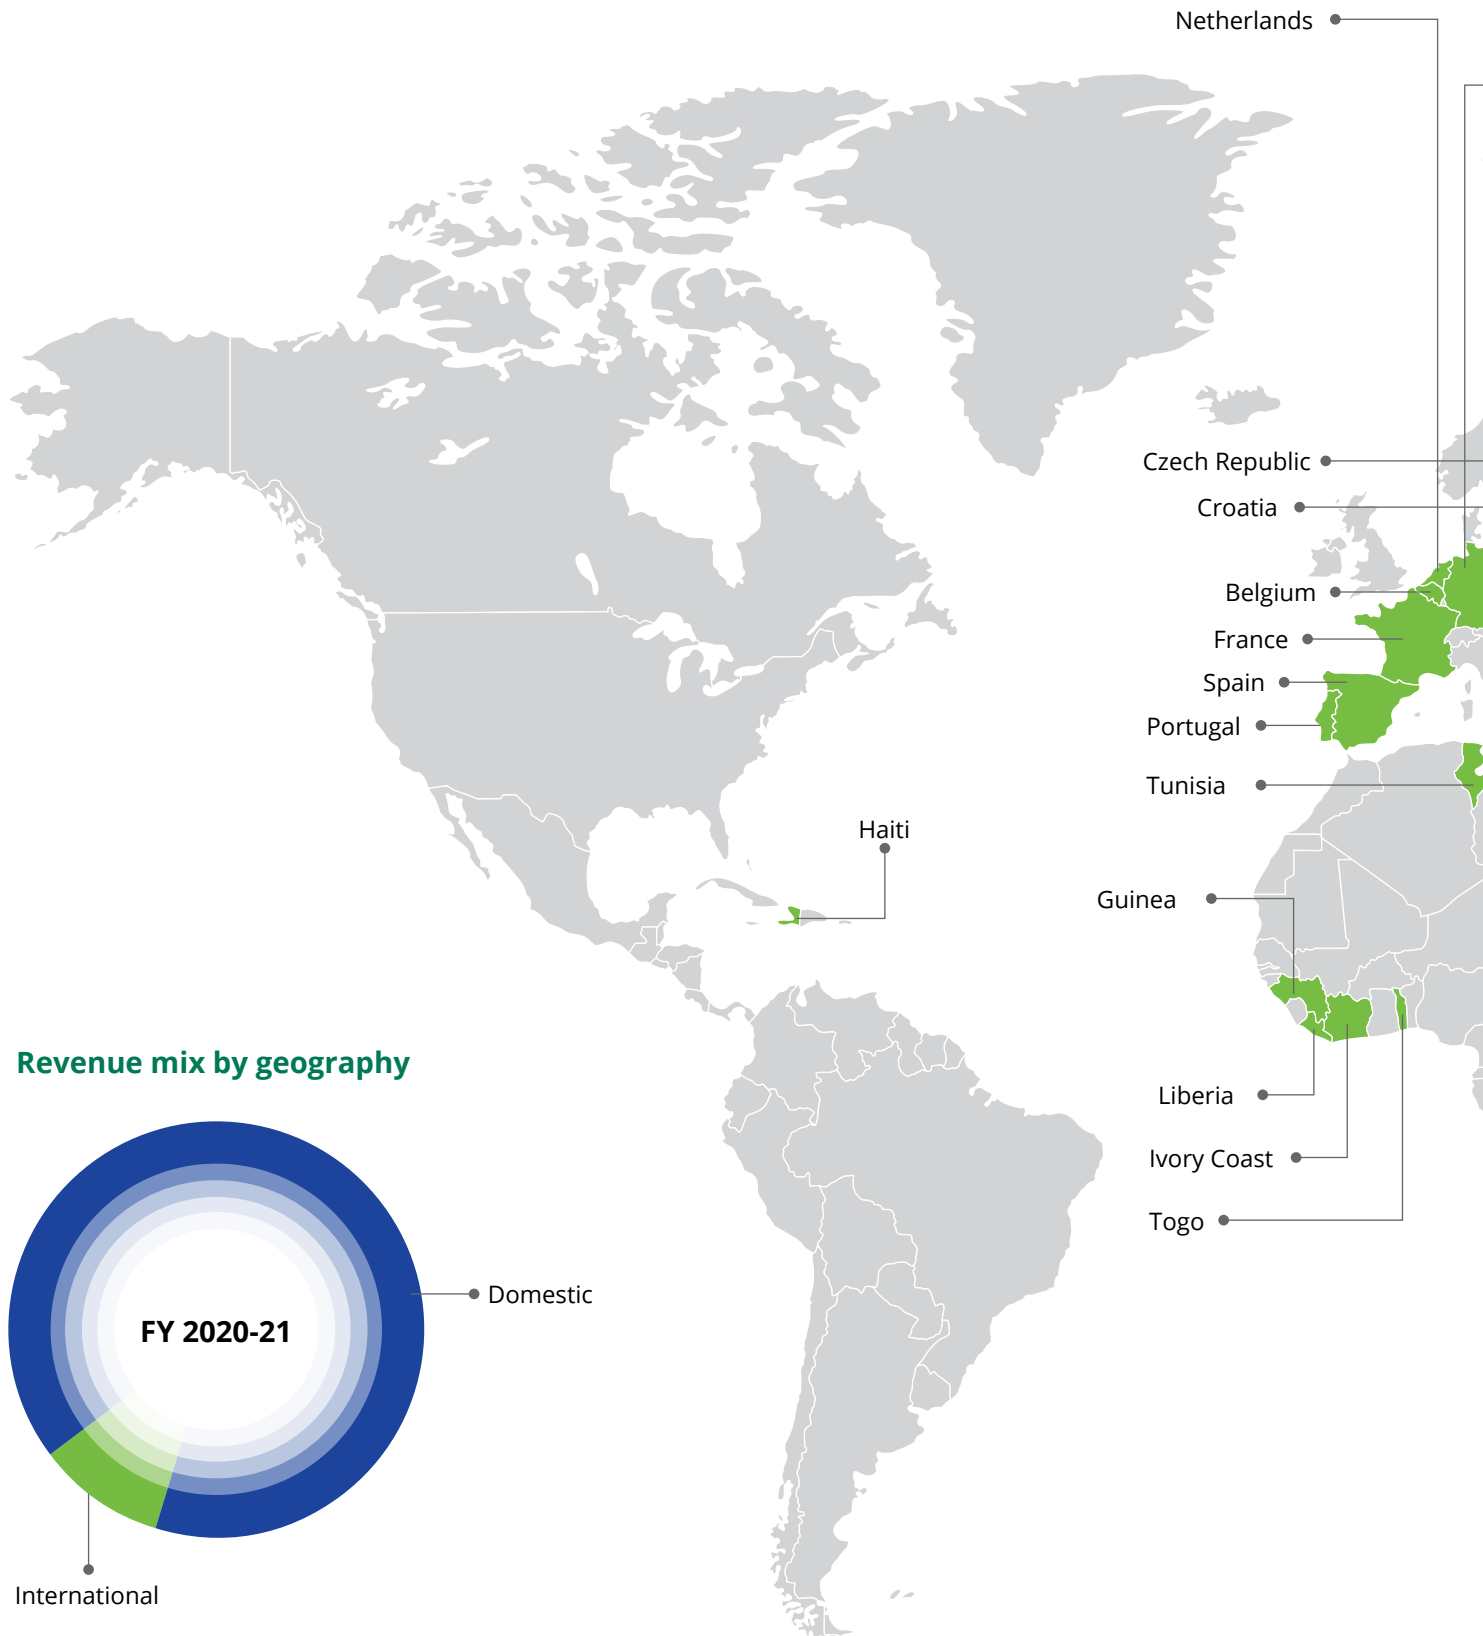 Netherlands
Czech Republic
Croatia
Belgium
France
Spain
Portugal
Tunisia
Haiti
Guinea
Liberia
Ivory Coast
Togo
Revenue mix by geography
FY 2020-21
Domestic
International